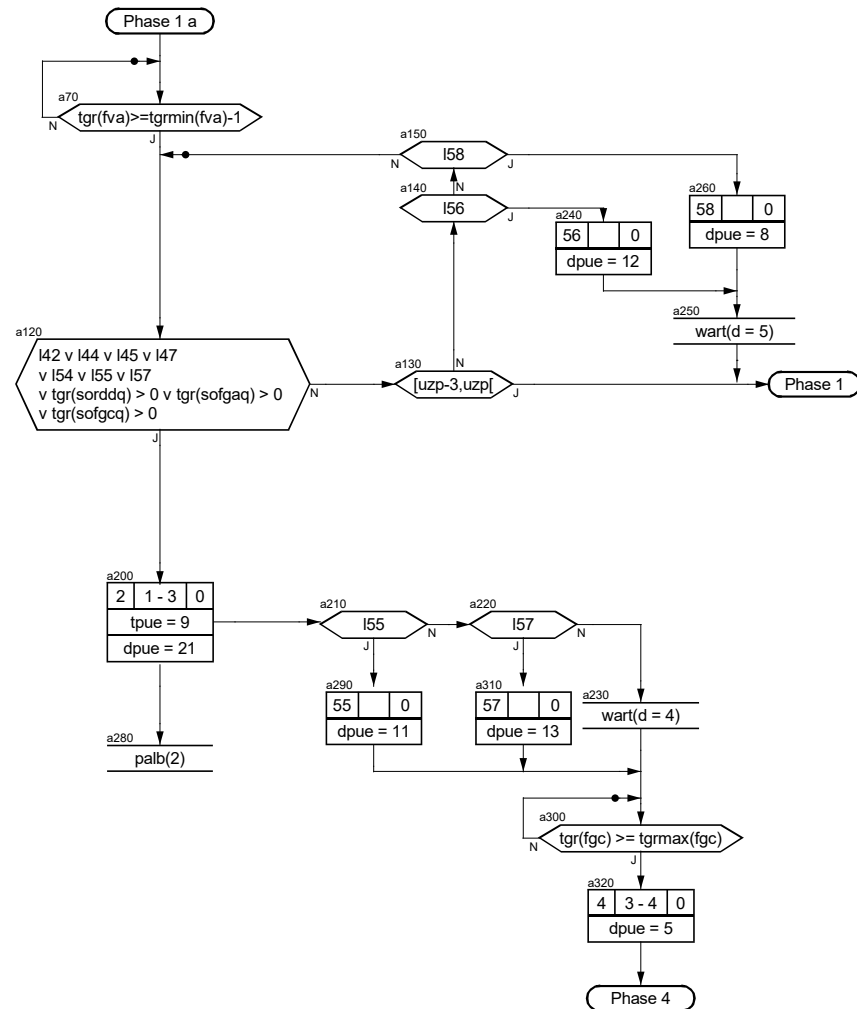 Phase 1 a
a70
tgr(fva)>=tgrmin(fva)-1
N
J
a150
l58
N
J
a140
l56
N
J
a260
58 0
dpue = 8
a240
56 0
dpue = 12
a250
wart(d = 5)
a120
l42 v l44 v l45 v l47
v l54 v l55 v l57
v tgr(sorddq) > 0 v tgr(sofgaq) > 0
v tgr(sofgcq) > 0
N
J
a130
[uzp-3,uzp[
N
J
Phase 1
a200
2 1 - 3 0
tpue = 9
dpue = 21
a210
l55
N
J
a220
l57
N
J
a290
55 0
dpue = 11
a310
57 0
dpue = 13
a230
wart(d = 4)
a280
palb(2)
a300
tgr(fgc) >= tgrmax(fgc)
N
J
a320
4 3 - 4 0
dpue = 5
Phase 4